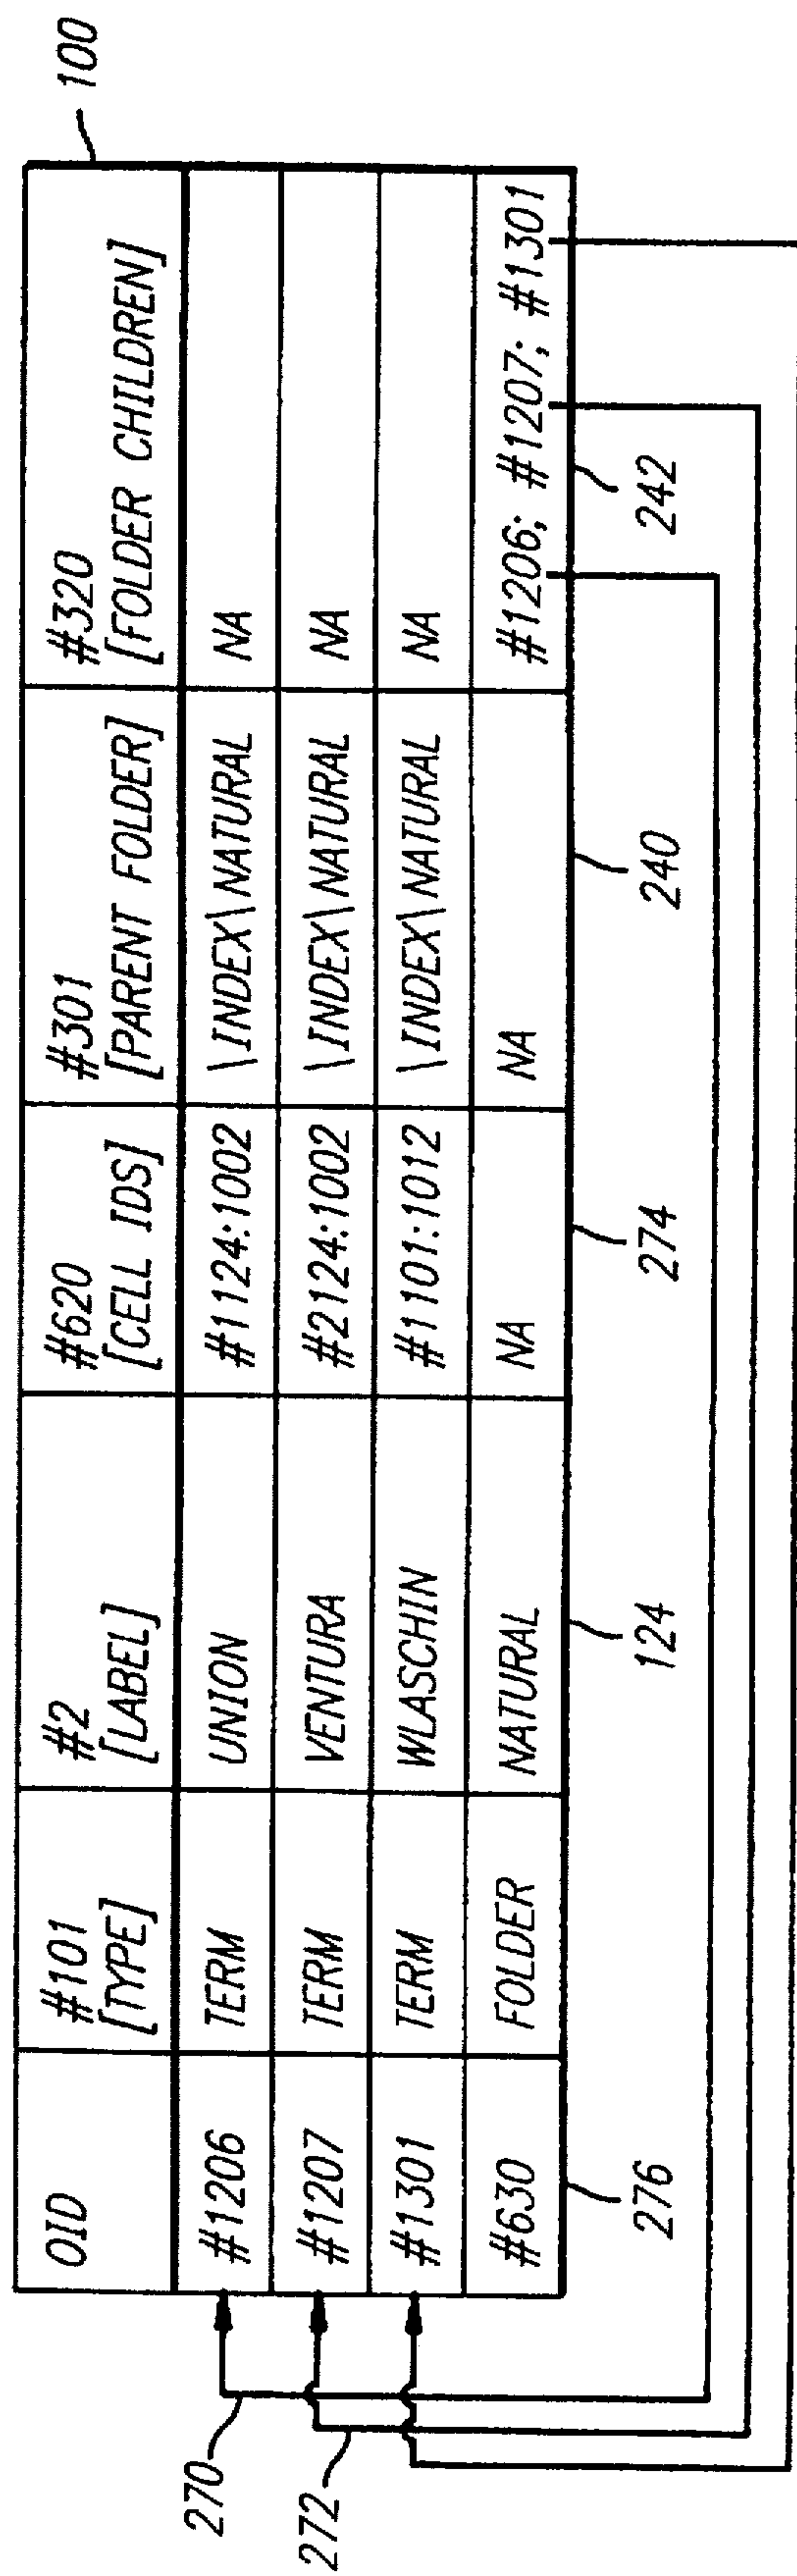 100
OID #101 #2 #620 #301 #320
[TYPE] [LABEL] [CELL IDS] [PARENT FOLDER] [FOLDER CHILDREN]
#1206 TERM UNION #1124:1002 \INDEX\NATURAL NA
#1207 TERM VENTURA #2124:1002 \INDEX\NATURAL NA
#1301 TERM WLASCHIN #1101:1012 \INDEX\NATURAL NA
#630 FOLDER NATURAL NA NA #1206; #1207; #1301
270
272
276 124 274 240 242